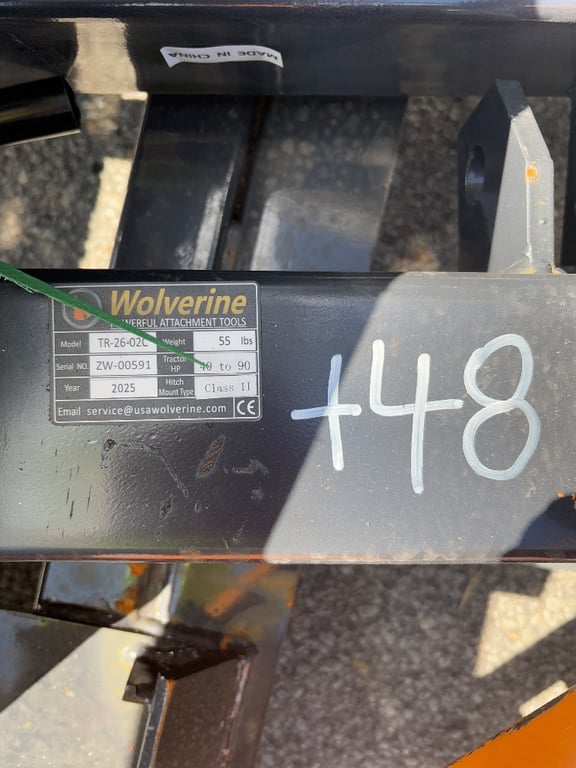 MADE IN CHINA
Wolverine
POWERFUL ATTACHMENT TOOLS
Model TR-26-02C Weight 55 lbs
Serial NO. ZW-00591 Tractor HP 40 to 90
Year 2025 Hitch Mount Type Class II
Email service@usawolverine.com CE
+48